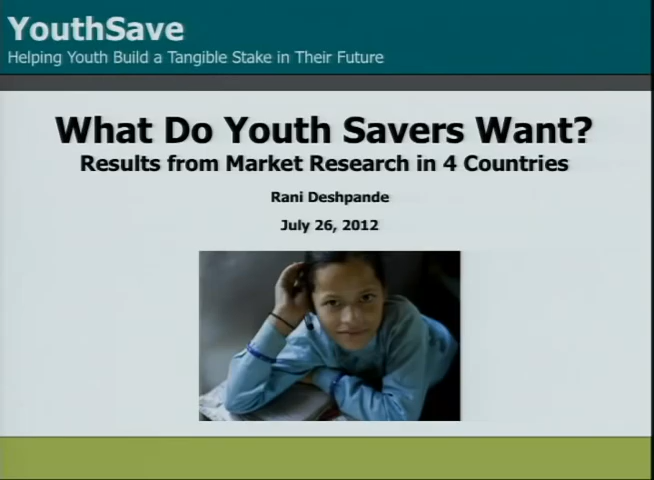 YouthSave
Helping Youth Build a Tangible Stake in Their Future
What Do Youth Savers Want?
Results from Market Research in 4 Countries
Rani Deshpande
July 26, 2012